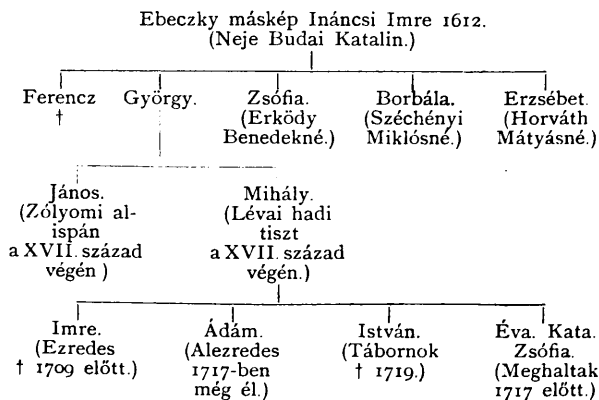 Ebeczky máskép Ináncsi Imre 1612.
(Neje Budai Katalin.)
Ferencz
†
György.
Zsófia.
(Erködy
Benedekné.)
Borbála.
(Széchényi
Miklósné.)
Erzsébet.
(Horváth
Mátyásné.)
János.
(Zólyomi al-
ispán
a XVII. század
végén )
Mihály.
(Lévai hadi
tiszt
a XVII. század
végén.)
Imre.
(Ezredes
† 1709 előtt.)
Ádám.
(Alezredes
1717-ben
még él.)
István.
(Tábornok
† 1719.)
Éva. Kata.
Zsófia.
(Meghaltak
1717 előtt.)